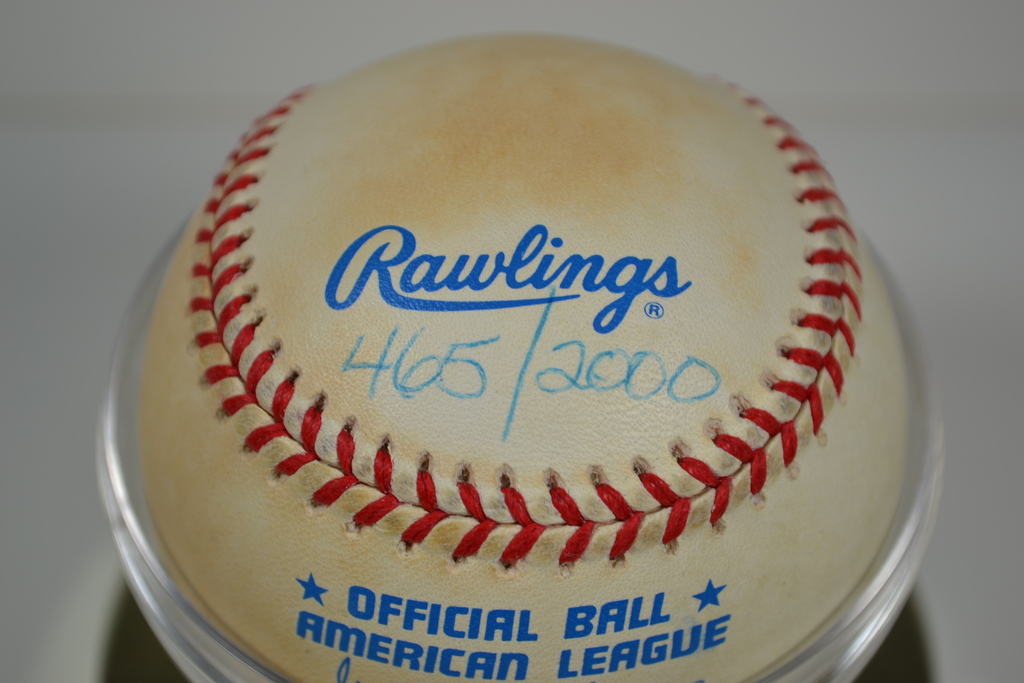 Rawlings®
465/2000
★ OFFICIAL BALL ★
AMERICAN LEAGUE